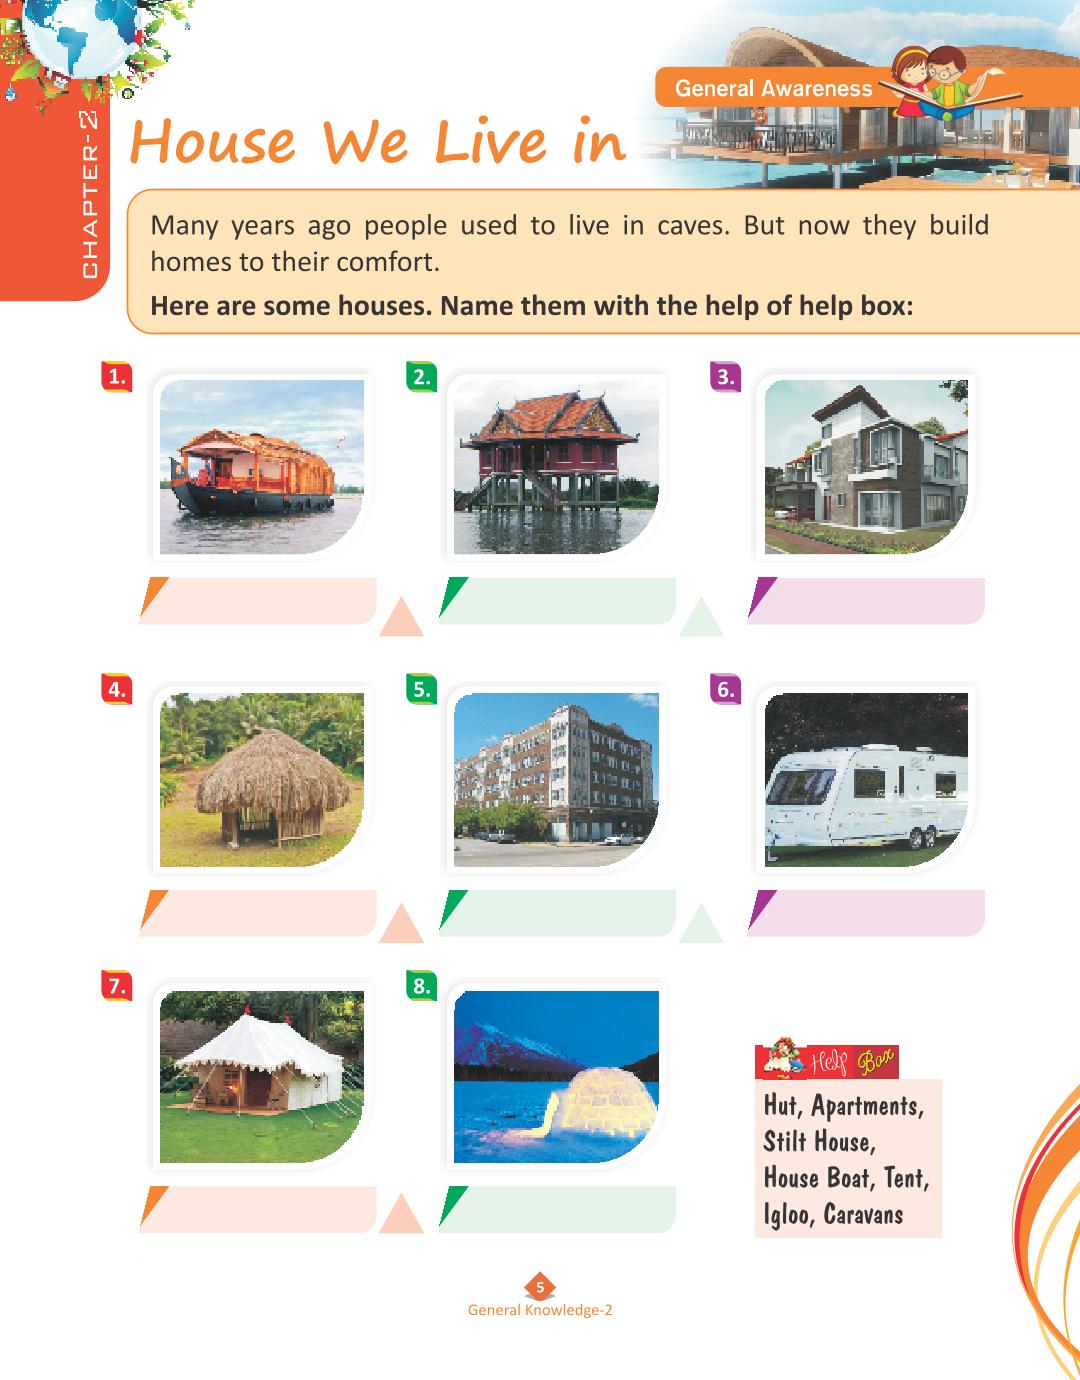 CHAPTER-2
General Awareness
House We Live in
Many years ago people used to live in caves. But now they build
homes to their comfort.
Here are some houses. Name them with the help of help box:
1.
2.
3.
4.
5.
6.
7.
8.
Help Box
Hut, Apartments,
Stilt House,
House Boat, Tent,
Igloo, Caravans
5
General Knowledge-2